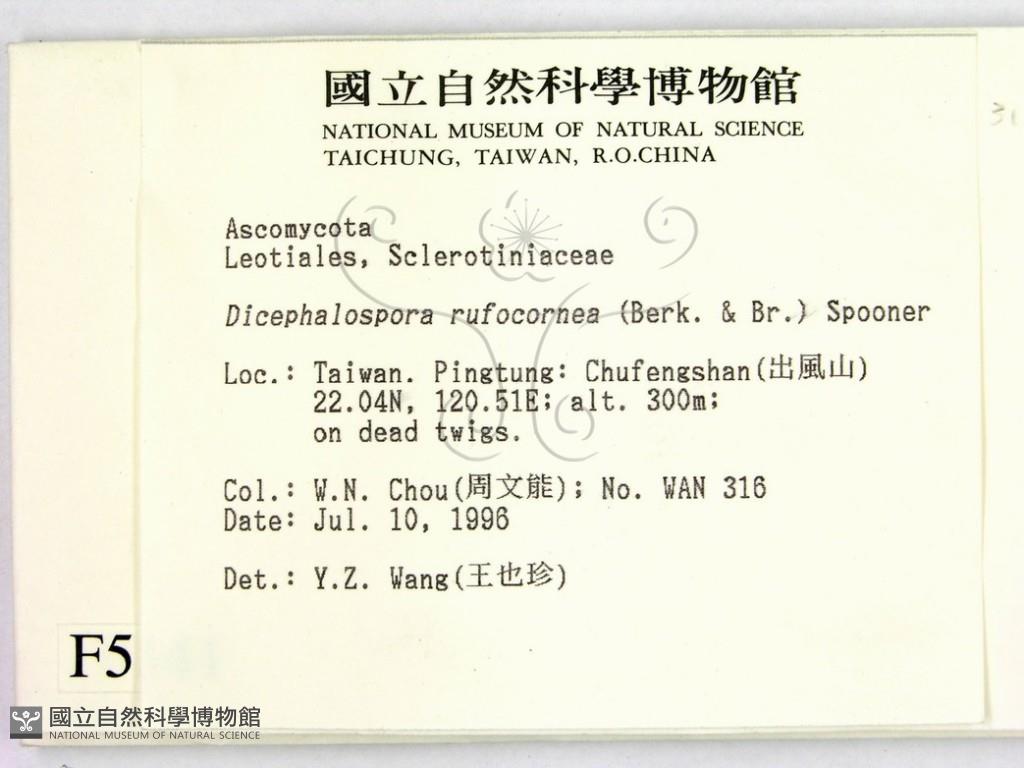 國立自然科學博物館
NATIONAL MUSEUM OF NATURAL SCIENCE
TAICHUNG, TAIWAN, R.O.CHINA
31
Ascomycota
Leotiales, Sclerotiniaceae
Dicephalospora rufocornea (Berk. & Br.) Spooner
Loc.: Taiwan. Pingtung: Chufengshan(出風山)
22.04N, 120.51E; alt. 300m;
on dead twigs.
Col.: W.N. Chou(周文能); No. WAN 316
Date: Jul. 10, 1996
Det.: Y.Z. Wang(王也珍)
F5
國立自然科學博物館
NATIONAL MUSEUM OF NATURAL SCIENCE